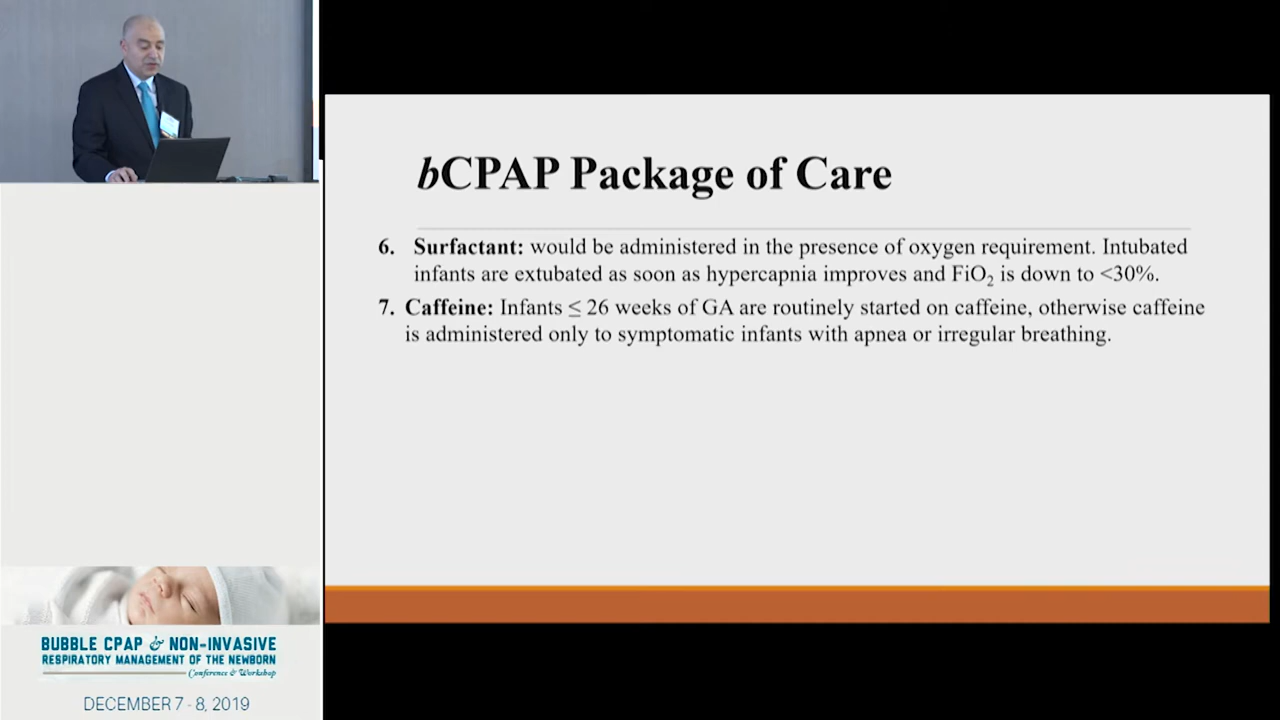 bCPAP Package of Care
6. Surfactant: would be administered in the presence of oxygen requirement. Intubated
infants are extubated as soon as hypercapnia improves and FiO₂ is down to <30%.
7. Caffeine: Infants ≤ 26 weeks of GA are routinely started on caffeine, otherwise caffeine
is administered only to symptomatic infants with apnea or irregular breathing.
BUBBLE CPAP & NON-INVASIVE
RESPIRATORY MANAGEMENT OF THE NEWBORN
Conference & Workshop
DECEMBER 7 - 8, 2019